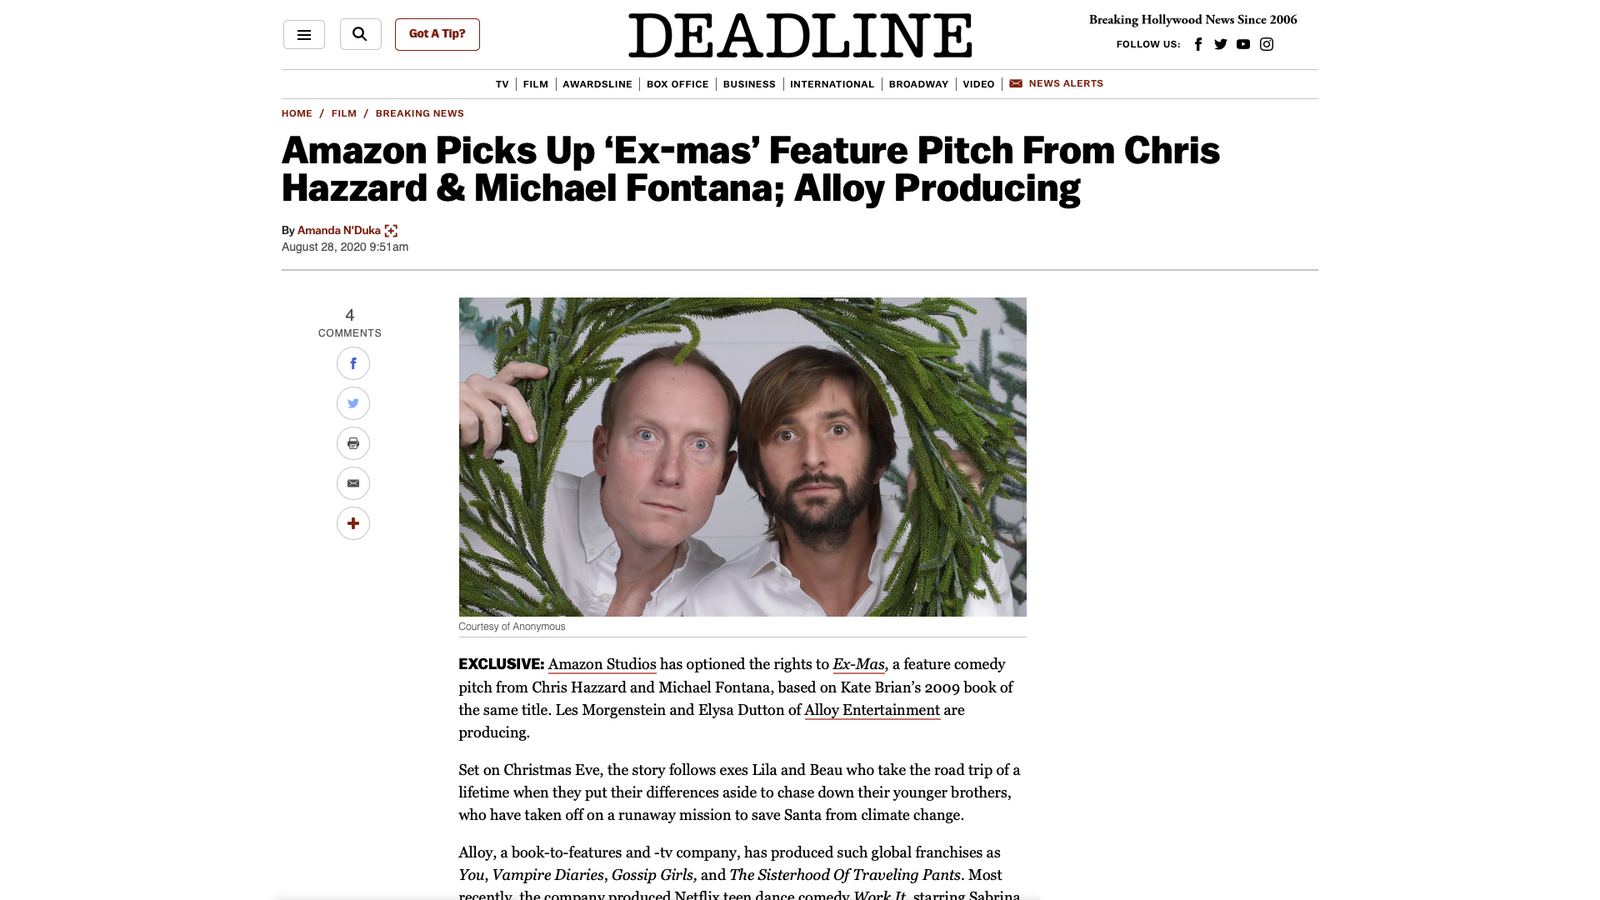 Got A Tip?
DEADLINE
Breaking Hollywood News Since 2006
FOLLOW US:
TV | FILM | AWARDSLINE | BOX OFFICE | BUSINESS | INTERNATIONAL | BROADWAY | VIDEO | NEWS ALERTS
HOME / FILM / BREAKING NEWS
Amazon Picks Up ‘Ex-mas’ Feature Pitch From Chris
Hazzard & Michael Fontana; Alloy Producing
By Amanda N'Duka
August 28, 2020 9:51am
4
COMMENTS
Courtesy of Anonymous
EXCLUSIVE: Amazon Studios has optioned the rights to Ex-Mas, a feature comedy
pitch from Chris Hazzard and Michael Fontana, based on Kate Brian’s 2009 book of
the same title. Les Morgenstein and Elysa Dutton of Alloy Entertainment are
producing.
Set on Christmas Eve, the story follows exes Lila and Beau who take the road trip of a
lifetime when they put their differences aside to chase down their younger brothers,
who have taken off on a runaway mission to save Santa from climate change.
Alloy, a book-to-features and -tv company, has produced such global franchises as
You, Vampire Diaries, Gossip Girls, and The Sisterhood Of Traveling Pants. Most
recently, the company produced Netflix teen dance comedy Work It, starring Sabrina